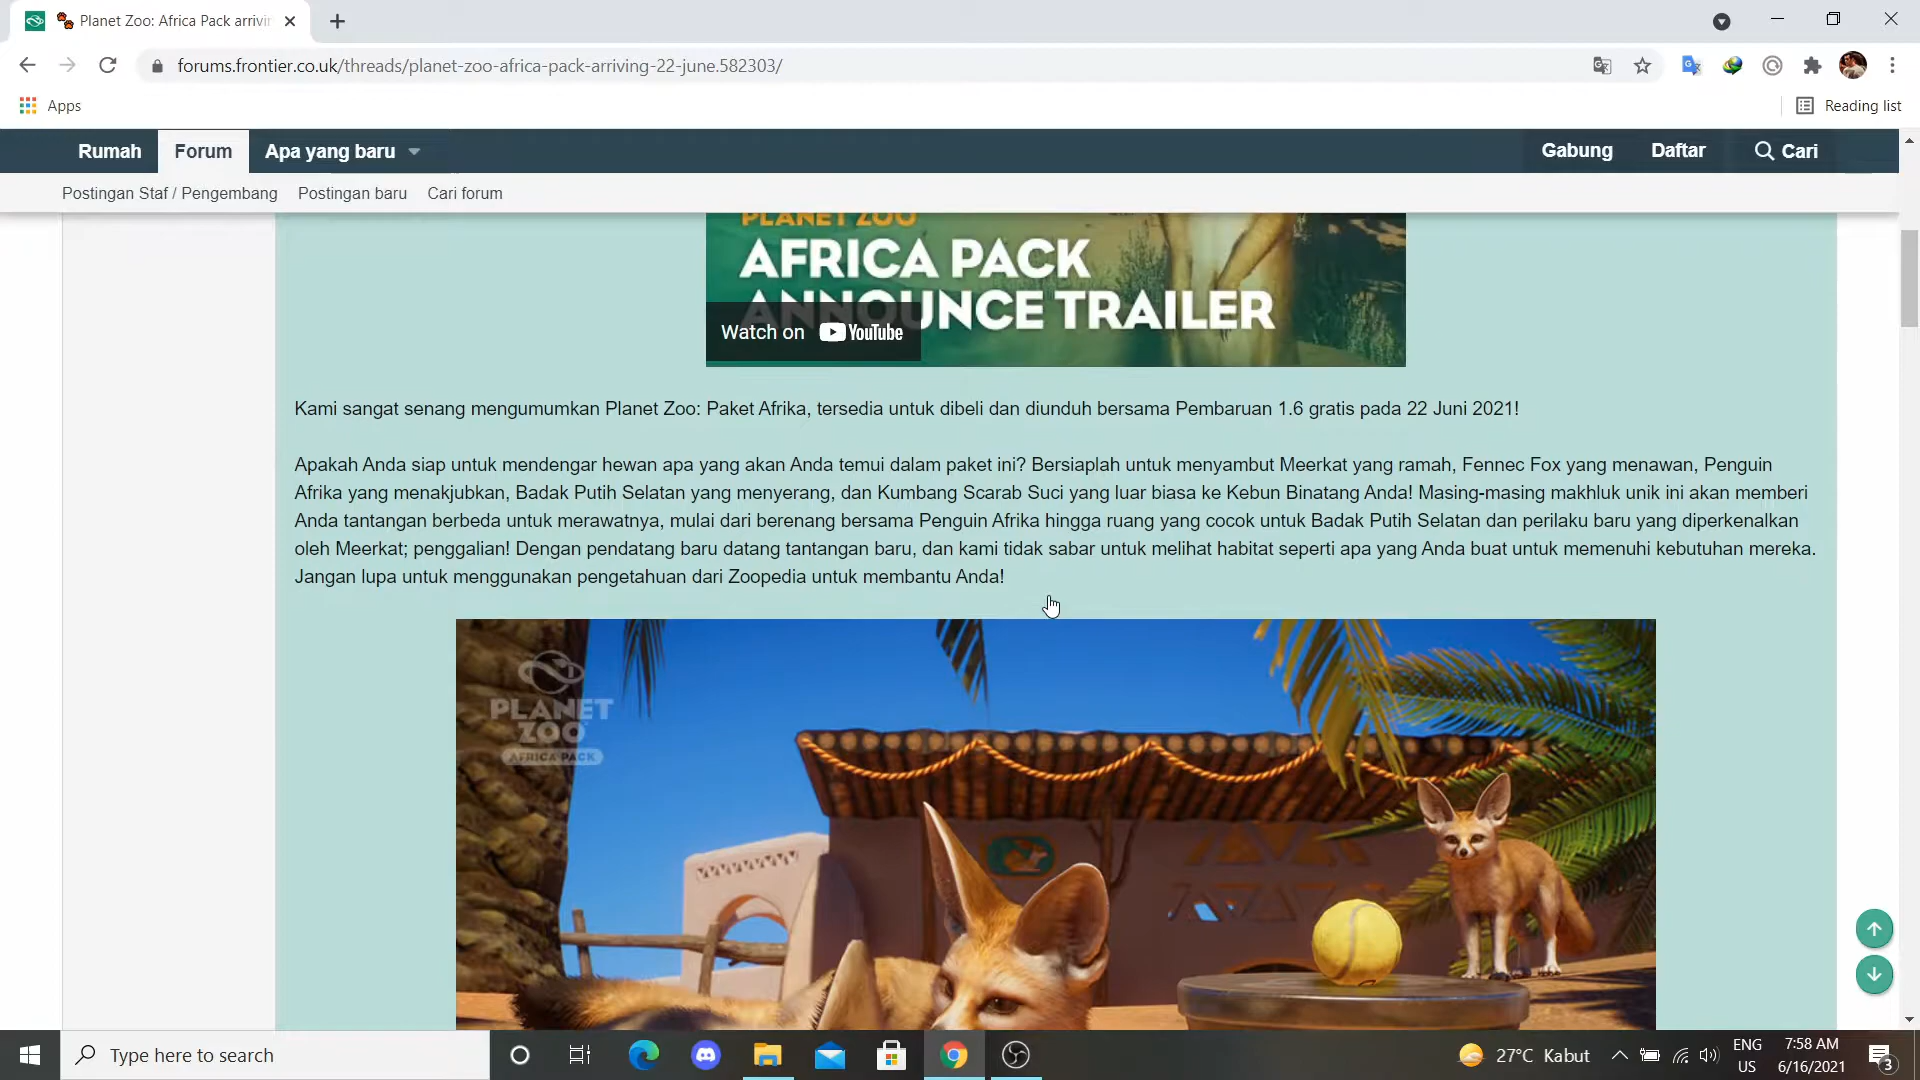 Planet Zoo: Africa Pack arrivin
forums.frontier.co.uk/threads/planet-zoo-africa-pack-arriving-22-june.582303/
Apps
Reading list
Rumah
Forum
Apa yang baru
Gabung
Daftar
Cari
Postingan Staf / Pengembang
Postingan baru
Cari forum
PLANET ZOO
AFRICA PACK
ANNOUNCE TRAILER
Watch on YouTube
Kami sangat senang mengumumkan Planet Zoo: Paket Afrika, tersedia untuk dibeli dan diunduh bersama Pembaruan 1.6 gratis pada 22 Juni 2021!
Apakah Anda siap untuk mendengar hewan apa yang akan Anda temui dalam paket ini? Bersiaplah untuk menyambut Meerkat yang ramah, Fennec Fox yang menawan, Penguin
Afrika yang menakjubkan, Badak Putih Selatan yang menyerang, dan Kumbang Scarab Suci yang luar biasa ke Kebun Binatang Anda! Masing-masing makhluk unik ini akan memberi
Anda tantangan berbeda untuk merawatnya, mulai dari berenang bersama Penguin Afrika hingga ruang yang cocok untuk Badak Putih Selatan dan perilaku baru yang diperkenalkan
oleh Meerkat; penggalian! Dengan pendatang baru datang tantangan baru, dan kami tidak sabar untuk melihat habitat seperti apa yang Anda buat untuk memenuhi kebutuhan mereka.
Jangan lupa untuk menggunakan pengetahuan dari Zoopedia untuk membantu Anda!
PLANET
ZOO
AFRICA PACK
Type here to search
27°C Kabut
ENG
US
7:58 AM
6/16/2021
3